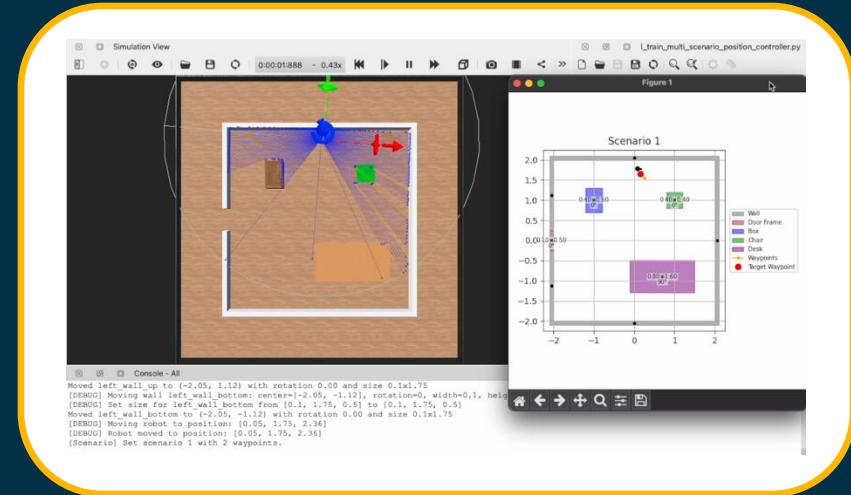 Simulation View
l_train_multi_scenario_position_controller.py
0:00:01:888 - 0.43x
Figure 1
Scenario 1
2.0
1.5
1.0
0.5
0.0
−0.5
−1.0
−1.5
−2.0
−2 −1 0 1 2
0°
0°
90°
Wall
Door Frame
Box
Chair
Desk
Waypoints
Target Waypoint
Console - All
Moved left_wall_up to (-2.05, 1.12) with rotation 0.00 and size 0.1x1.75
[DEBUG] Moving wall left_wall_bottom: center=[-2.05, -1.12], rotation=0, width=0.1, heig
[DEBUG] Set size for left_wall_bottom from [0.1, 1.75, 0.5] to [0.1, 1.75, 0.5]
Moved left_wall_bottom to (-2.05, -1.12) with rotation 0.00 and size 0.1x1.75
[DEBUG] Moving robot to position: [0.05, 1.75, 2.36]
[DEBUG] Robot moved to position: [0.05, 1.75, 2.36]
[Scenario] Set scenario 1 with 2 waypoints.